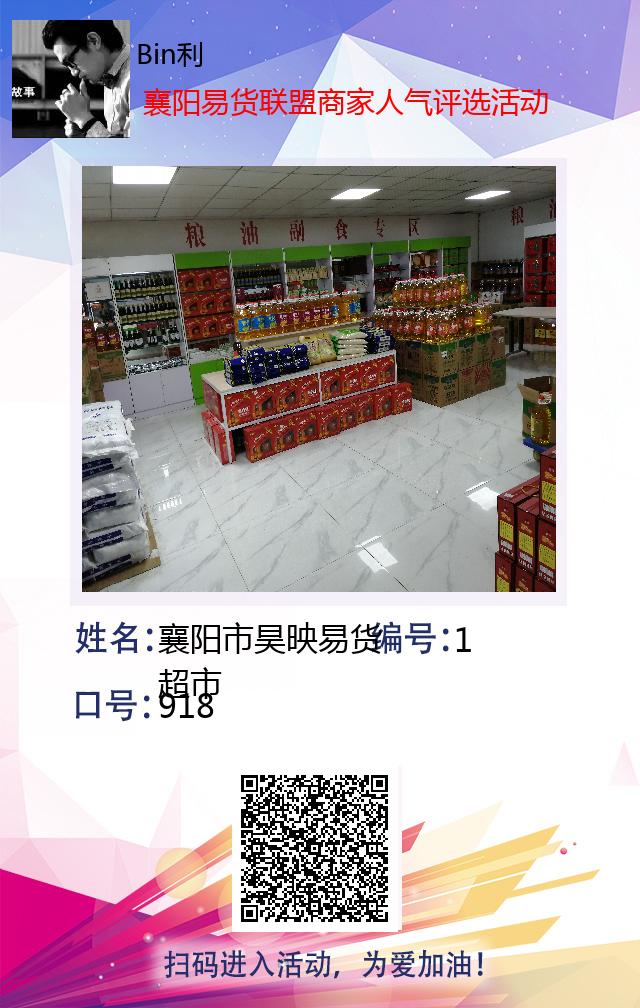 Bin利
故事
襄阳易货联盟商家人气评选活动
粮油副食专区
粮油
姓名：襄阳市昊映易货超市
编号：1
口号：918
扫码进入活动，为爱加油！